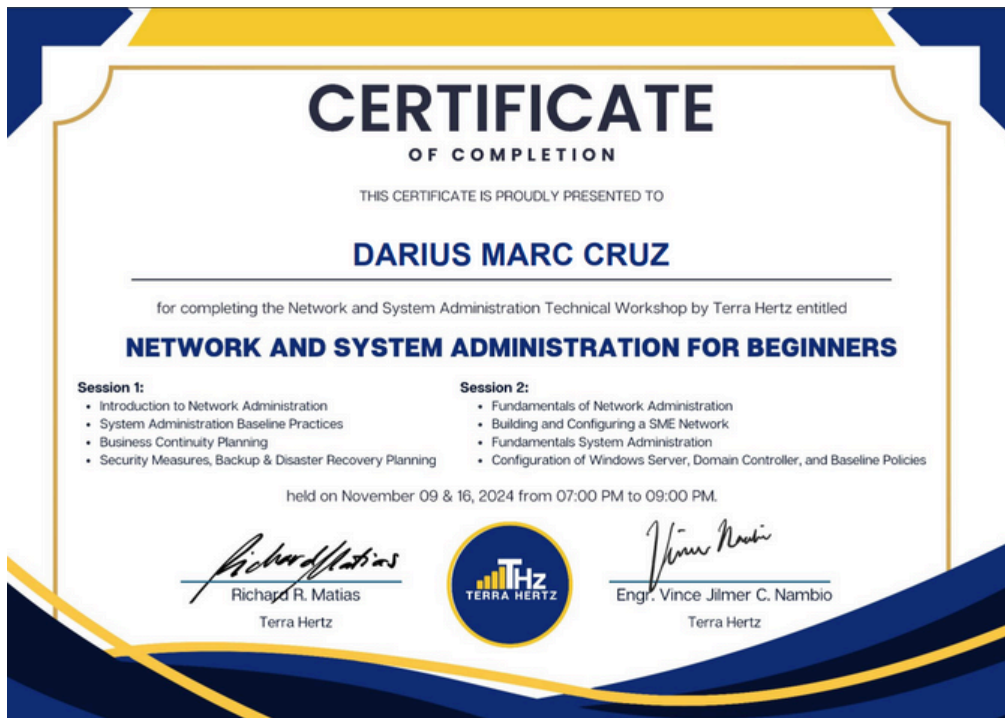 CERTIFICATE
OF COMPLETION
THIS CERTIFICATE IS PROUDLY PRESENTED TO
DARIUS MARC CRUZ
for completing the Network and System Administration Technical Workshop by Terra Hertz entitled
NETWORK AND SYSTEM ADMINISTRATION FOR BEGINNERS
Session 1:
• Introduction to Network Administration
• System Administration Baseline Practices
• Business Continuity Planning
• Security Measures, Backup & Disaster Recovery Planning
Session 2:
• Fundamentals of Network Administration
• Building and Configuring a SME Network
• Fundamentals System Administration
• Configuration of Windows Server, Domain Controller, and Baseline Policies
held on November 09 & 16, 2024 from 07:00 PM to 09:00 PM.
Richard Matias
Richard R. Matias
Terra Hertz
THz
TERRA HERTZ
Vince Nambio
Engr. Vince Jilmer C. Nambio
Terra Hertz